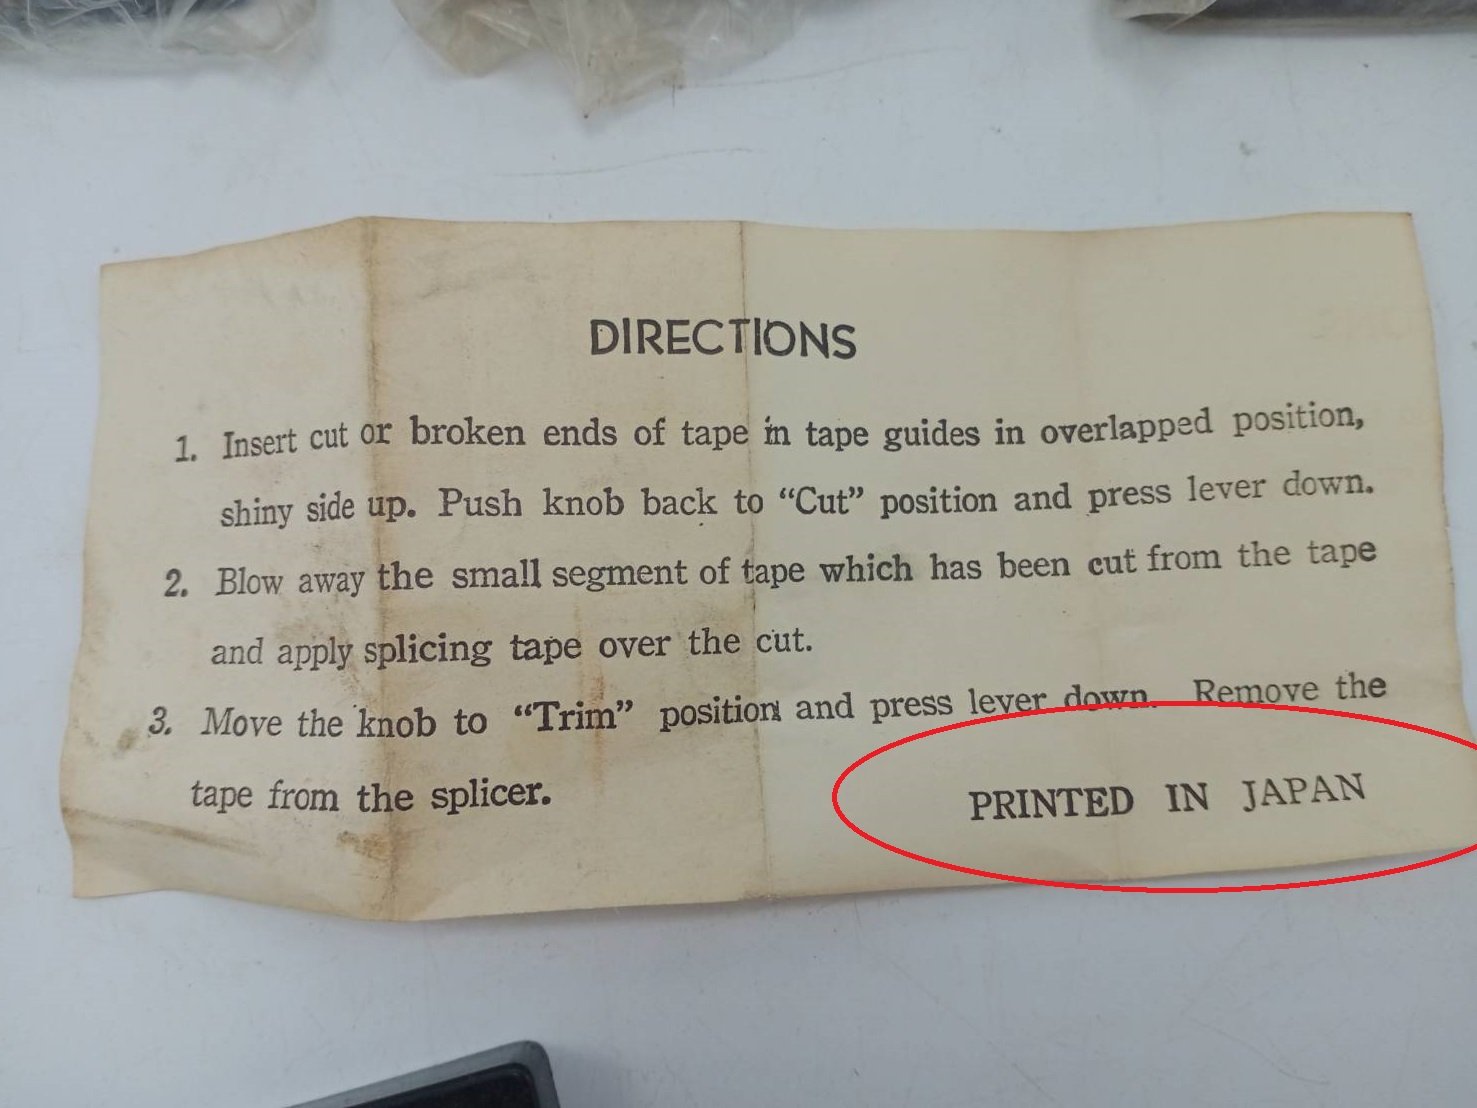 DIRECTIONS
1. Insert cut or broken ends of tape in tape guides in overlapped position,
shiny side up. Push knob back to “Cut” position and press lever down.
2. Blow away the small segment of tape which has been cut from the tape
and apply splicing tape over the cut.
3. Move the knob to “Trim” position and press lever down. Remove the
tape from the splicer.
PRINTED IN JAPAN